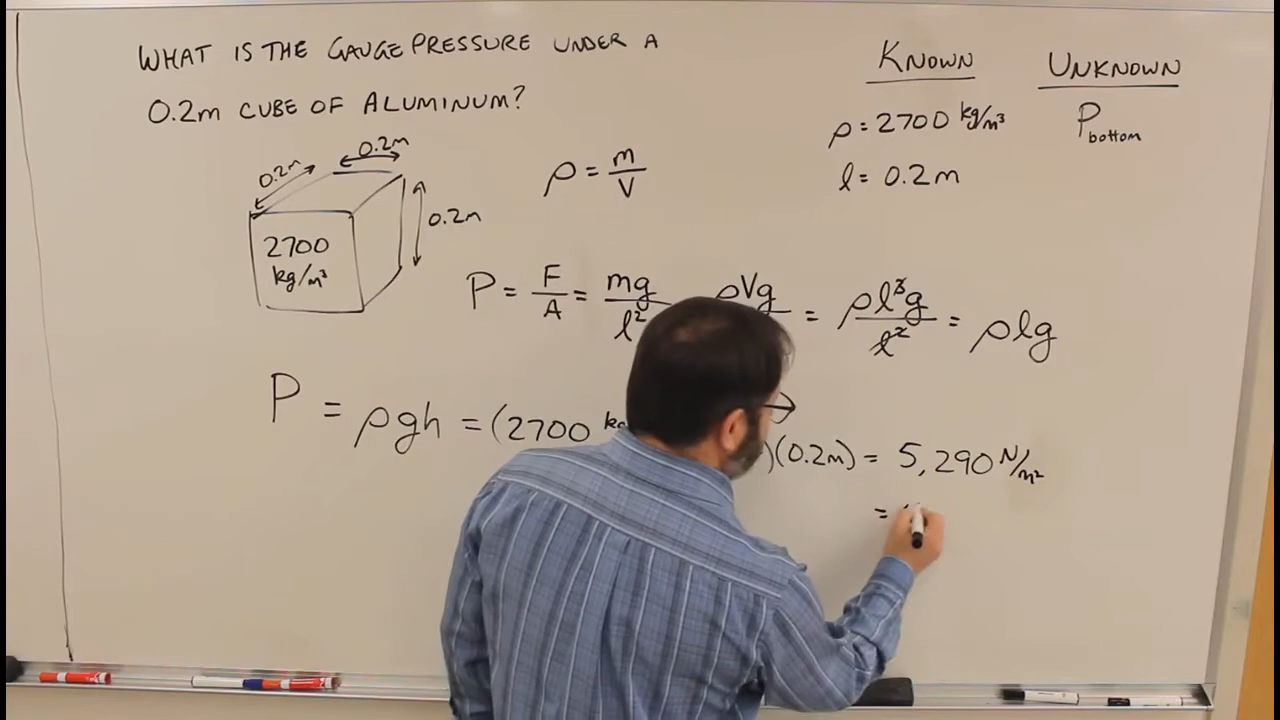 WHAT IS THE GAUGE PRESSURE UNDER A
0.2m CUBE OF ALUMINUM?
KNOWN
UNKNOWN
ρ = 2700 kg/m³
P bottom
l = 0.2m
0.2m
0.2m
0.2m
2700
kg/m³
ρ = m/V
P = F/A = mg/l² ρVg = ρl³g/l² = ρlg
P = ρgh = (2700 )(0.2m) = 5,290 N/m²
=